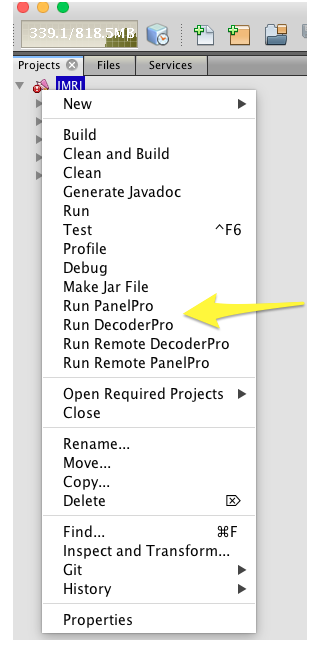 339.1/818.5MB
Projects Files Services
JMRI
New
Build
Clean and Build
Clean
Generate Javadoc
Run
Test ^F6
Profile
Debug
Make Jar File
Run PanelPro
Run DecoderPro
Run Remote DecoderPro
Run Remote PanelPro
Open Required Projects
Close
Rename...
Move...
Copy...
Delete ⌦
Find... ⌘F
Inspect and Transform...
Git
History
Properties